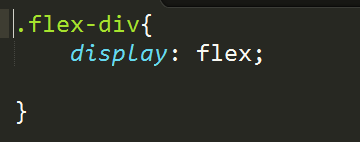 .flex-div{
    display: flex;

}